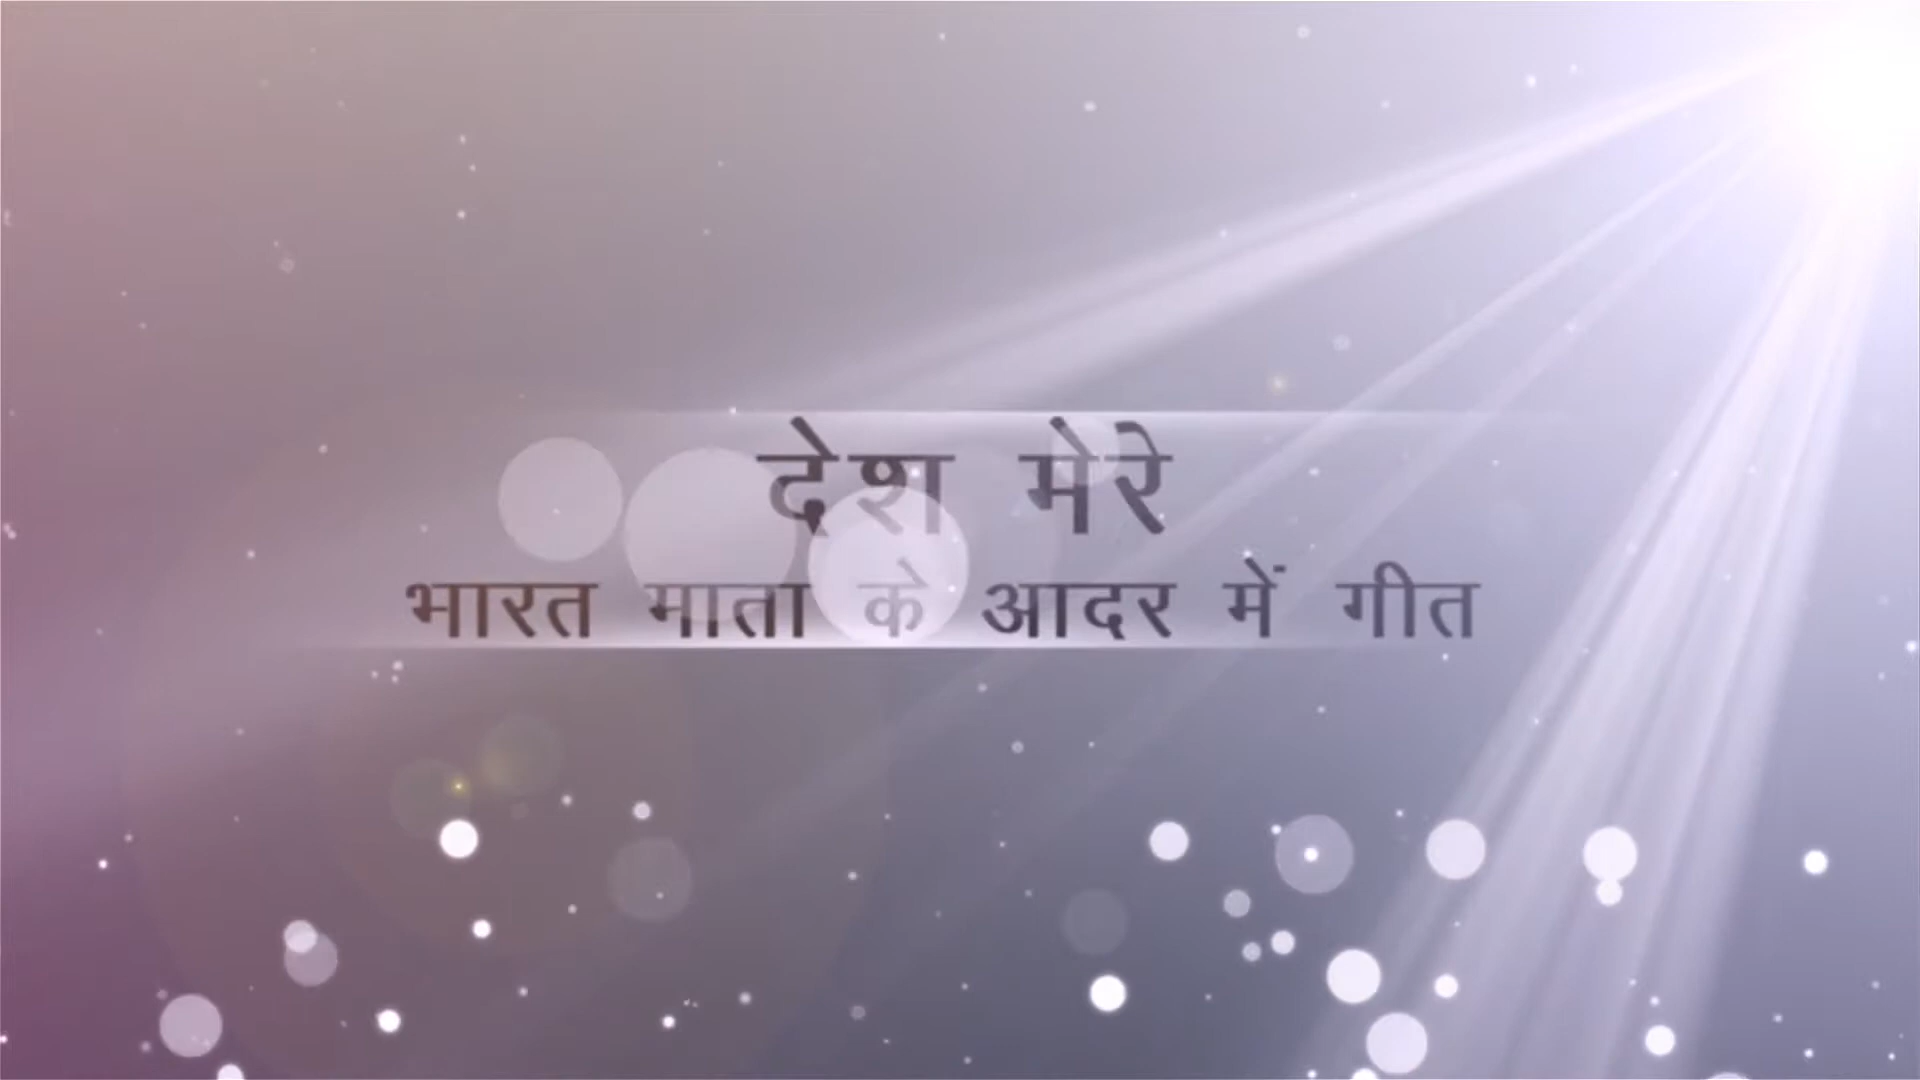 देश मेरे
भारत माता के आदर में गीत